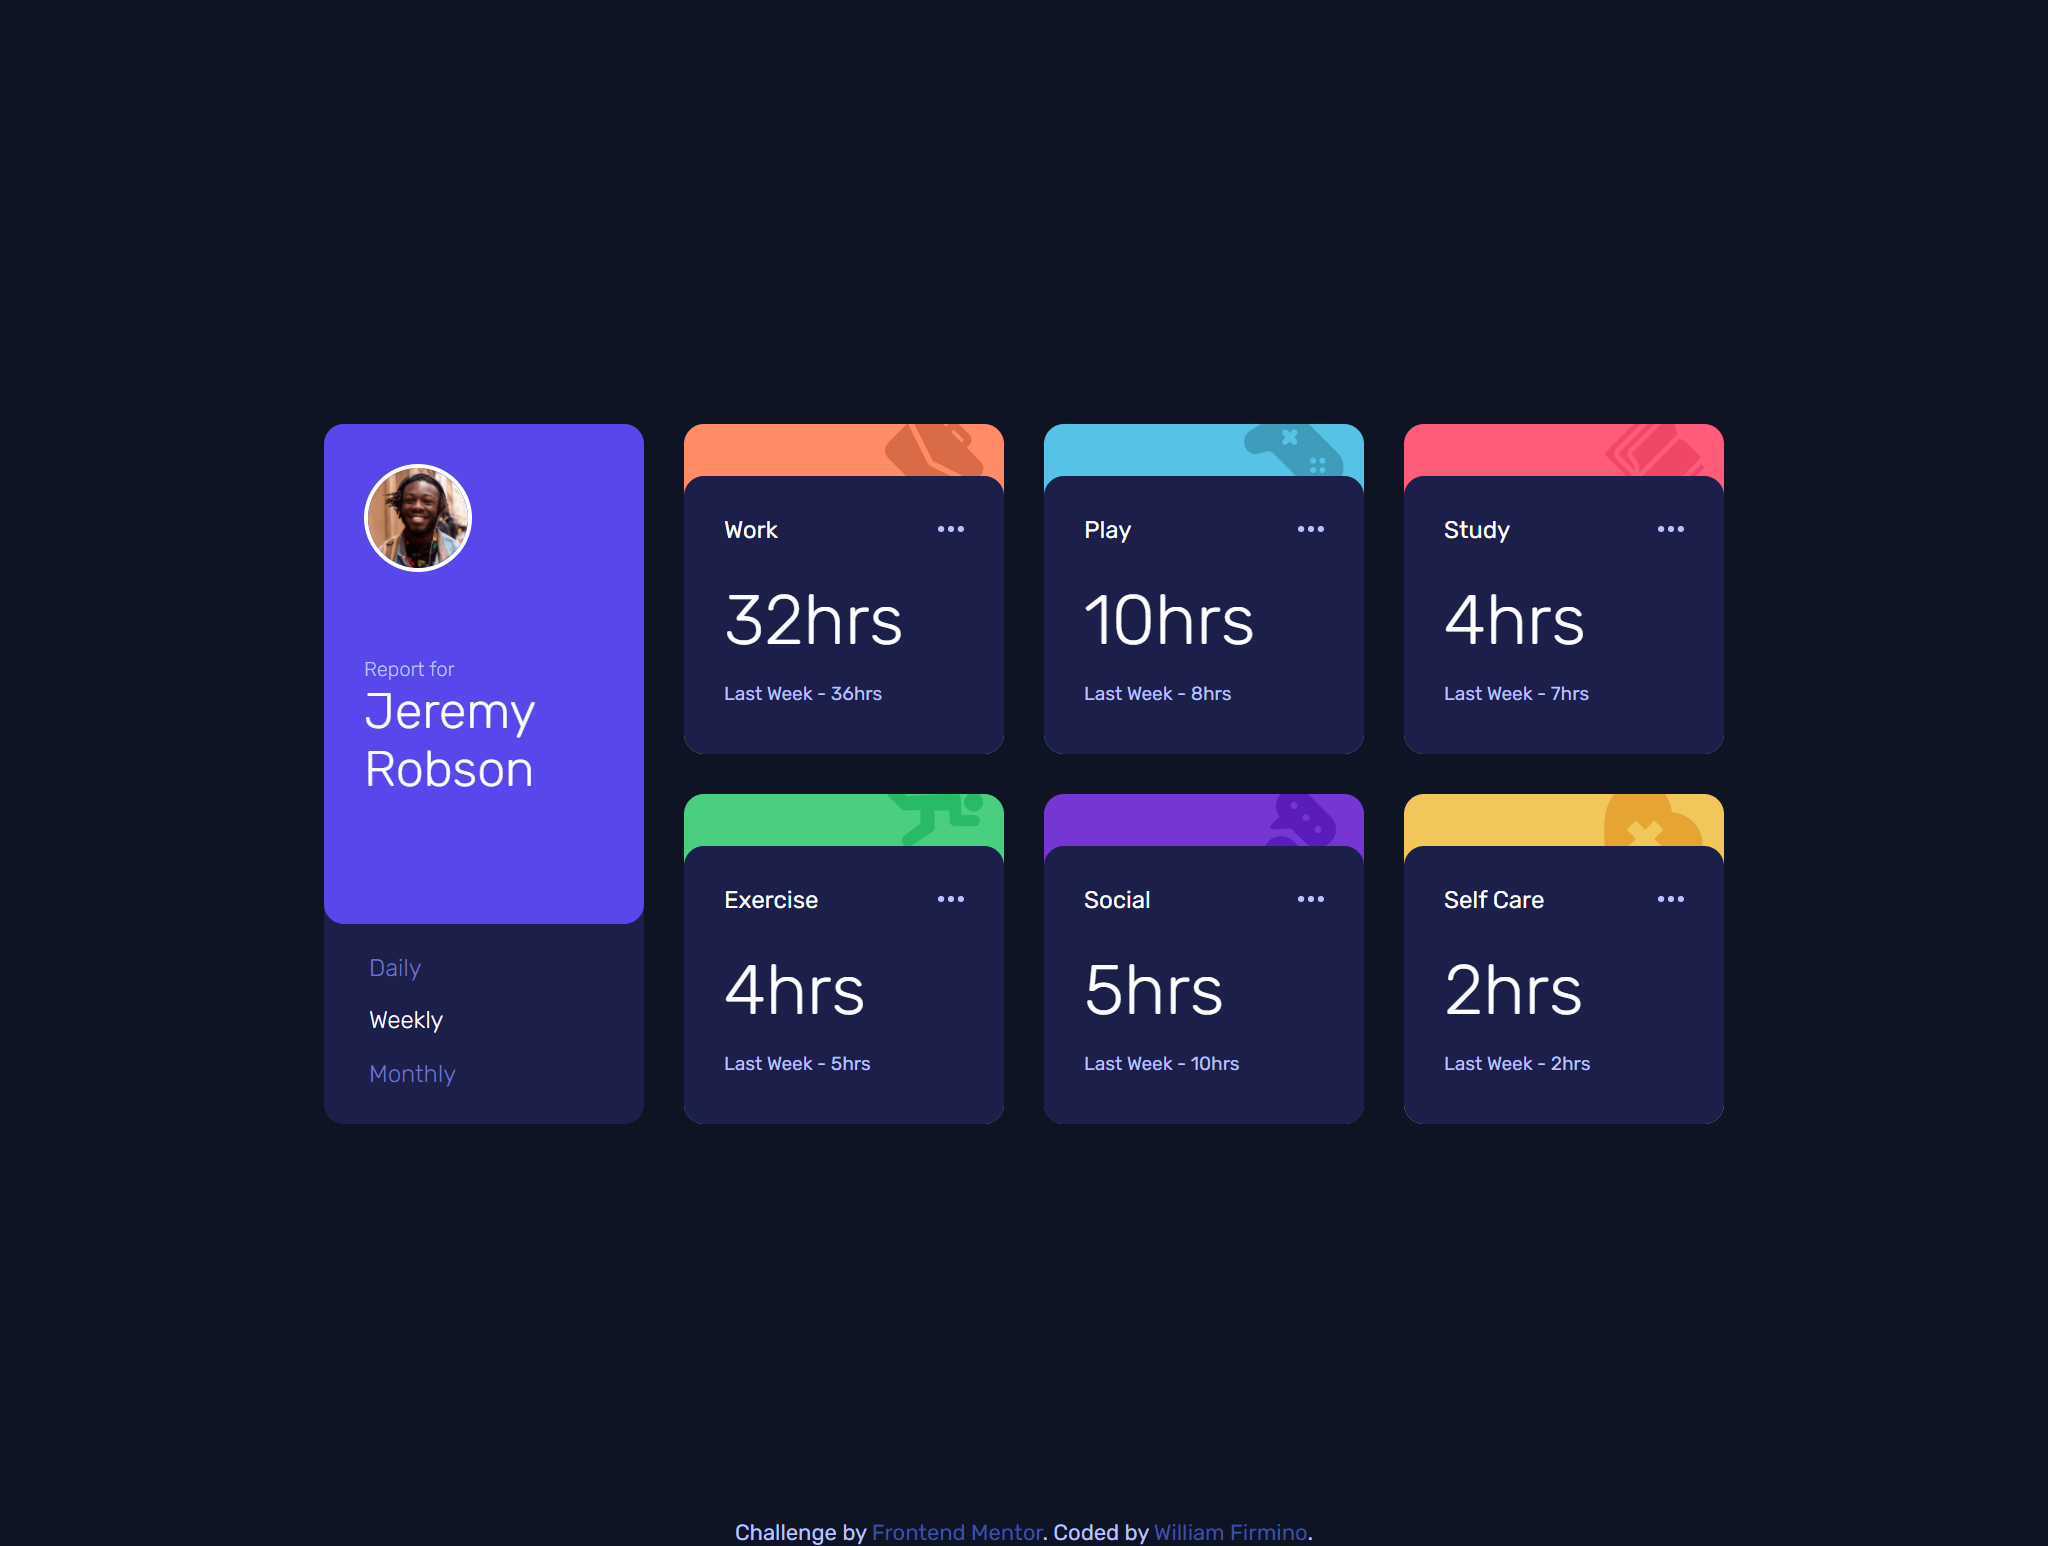 Report for
Jeremy
Robson
Daily
Weekly
Monthly
Work
32hrs
Last Week - 36hrs
Play
10hrs
Last Week - 8hrs
Study
4hrs
Last Week - 7hrs
Exercise
4hrs
Last Week - 5hrs
Social
5hrs
Last Week - 10hrs
Self Care
2hrs
Last Week - 2hrs
Challenge by Frontend Mentor. Coded by William Firmino.